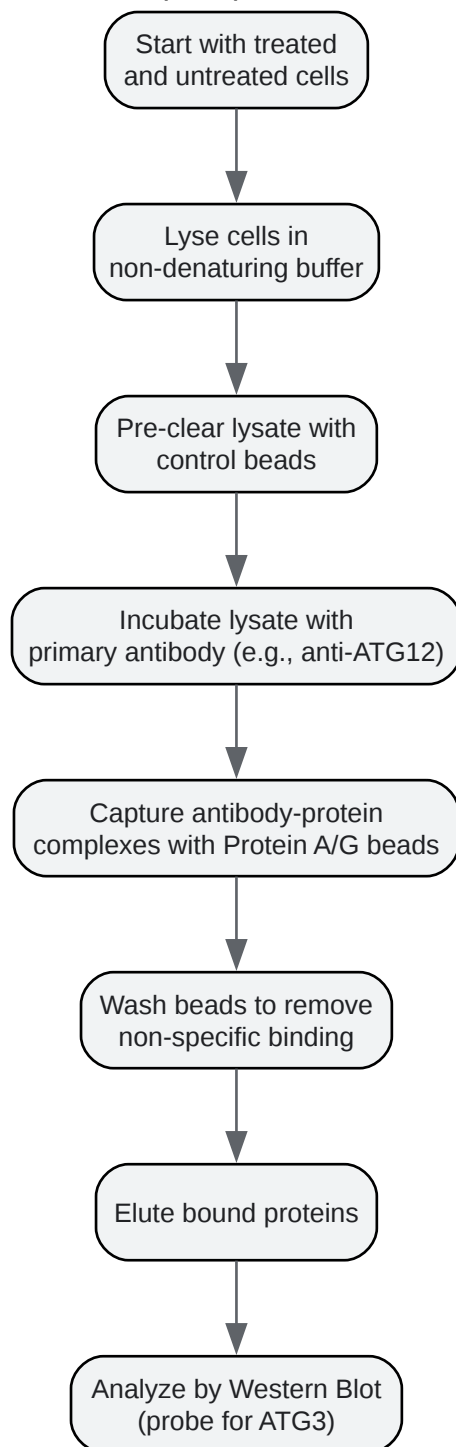 Start with treated
and untreated cells
Lyse cells in
non-denaturing buffer
Pre-clear lysate with
control beads
Incubate lysate with
primary antibody (e.g., anti-ATG12)
Capture antibody-protein
complexes with Protein A/G beads
Wash beads to remove
non-specific binding
Elute bound proteins
Analyze by Western Blot
(probe for ATG3)